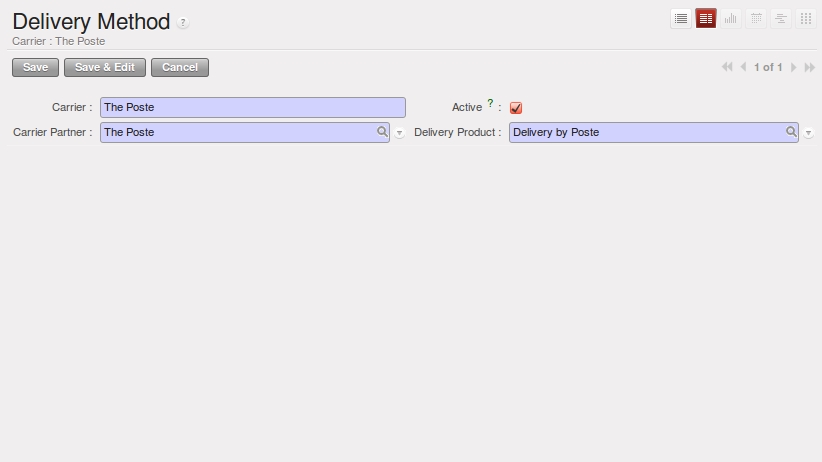 Delivery Method ?
Carrier : The Poste
Save Save & Edit Cancel 1 of 1
Carrier : The Poste Active ? :
Carrier Partner : The Poste Delivery Product : Delivery by Poste